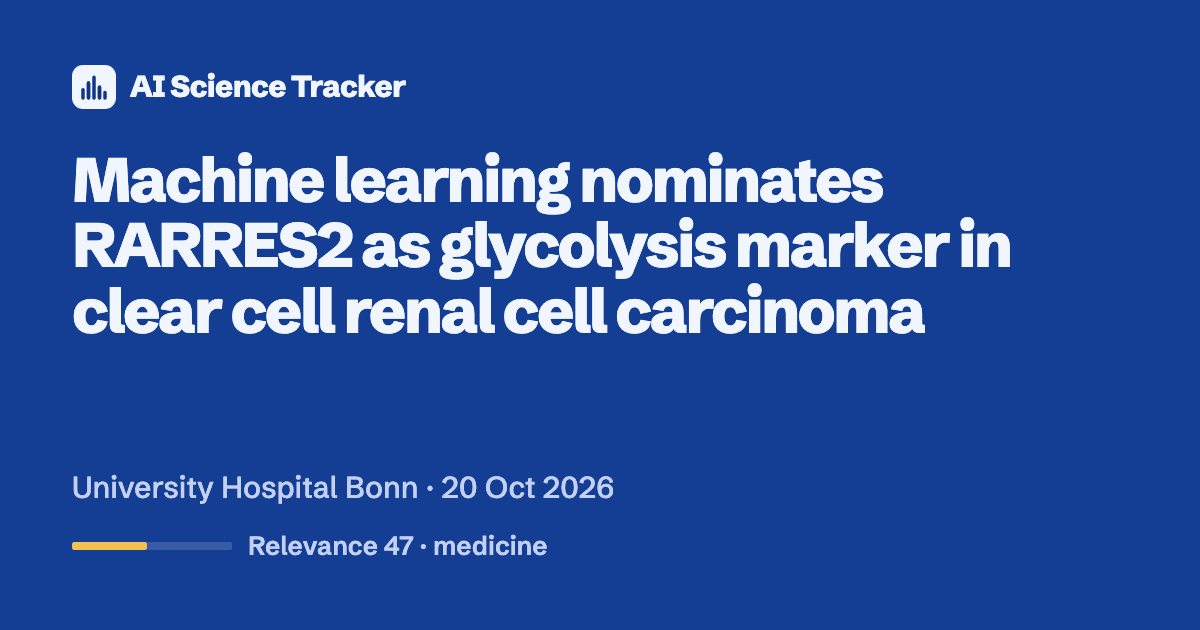 AI Science Tracker
Machine learning nominates
RARRES2 as glycolysis marker in
clear cell renal cell carcinoma
University Hospital Bonn · 20 Oct 2026
Relevance 47 · medicine